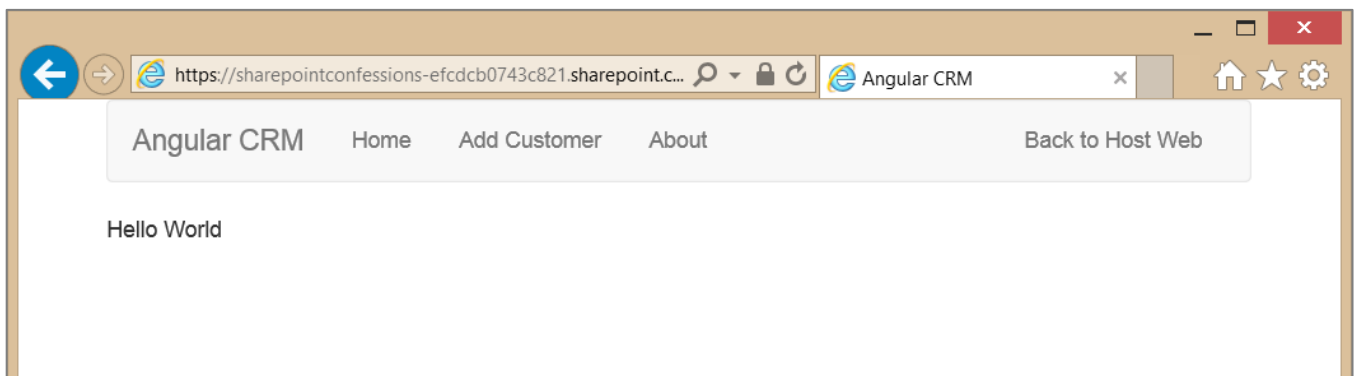 https://sharepointconfessions-efcdcb0743c821.sharepoint.c... Angular CRM
Angular CRM Home Add Customer About Back to Host Web
Hello World